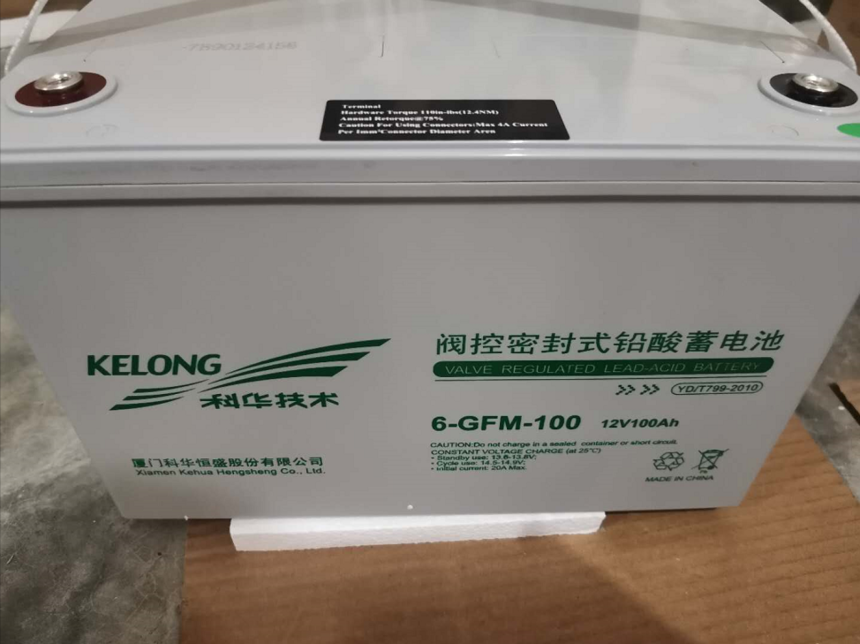 Terminal
Hardware Torque 110in-lbs(12.4NM)
Annual Retorque@75%
Caution For Using Connectors:Max 4A Current
Per 1mm²Connector Diameter Area
KELONG
科华技术
厦门科华恒盛股份有限公司
Xiamen Kehua Hengsheng Co., Ltd.
阀控密封式铅酸蓄电池
VALVE REGULATED LEAD-ACID BATTERY
YD/T799-2010
6-GFM-100 12V100Ah
CAUTION:Do not charge in a sealed container or short circuit.
CONSTANT VOLTAGE CHARGE (at 25°C)
• Standby use: 13.6-13.8V;
• Cycle use: 14.5-14.9V;
• Initial current: 20A Max.
MADE IN CHINA